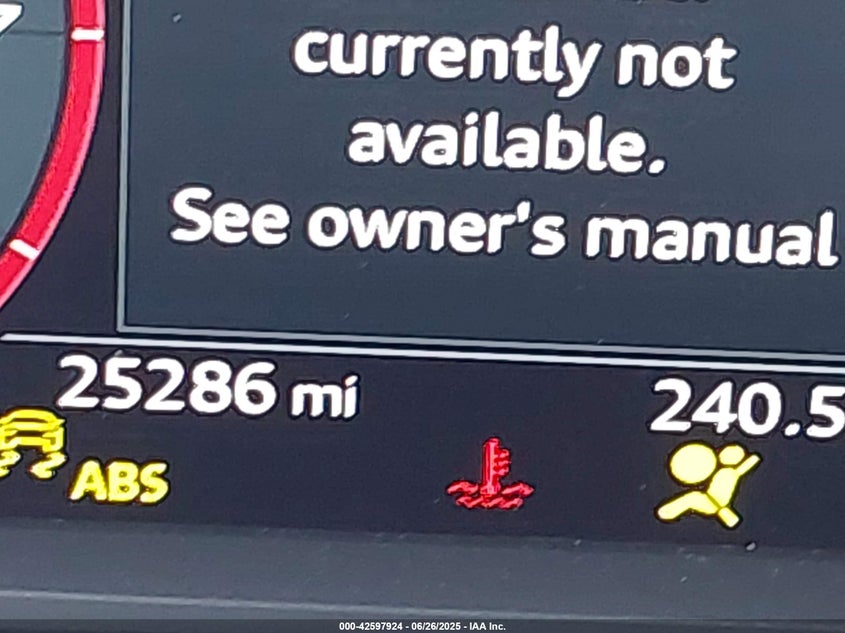 currently not
available.
See owner's manual
25286 mi
240.5
ABS
000-42597924 - 06/26/2025 - IAA Inc.